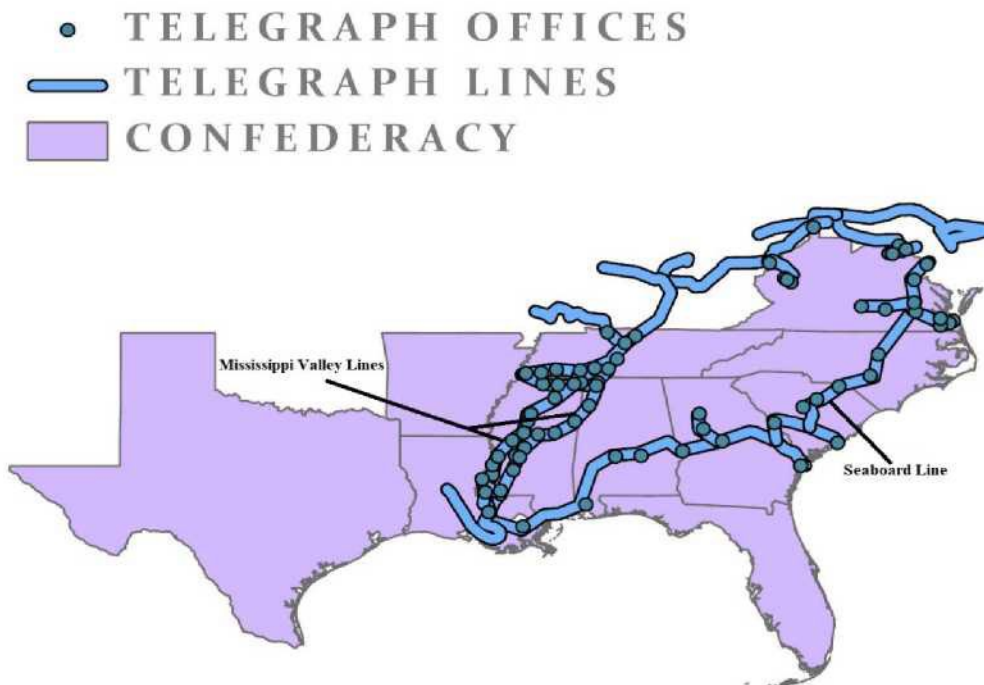 TELEGRAPH OFFICES
TELEGRAPH LINES
CONFEDERACY
Mississippi Valley Lines
Seaboard Line